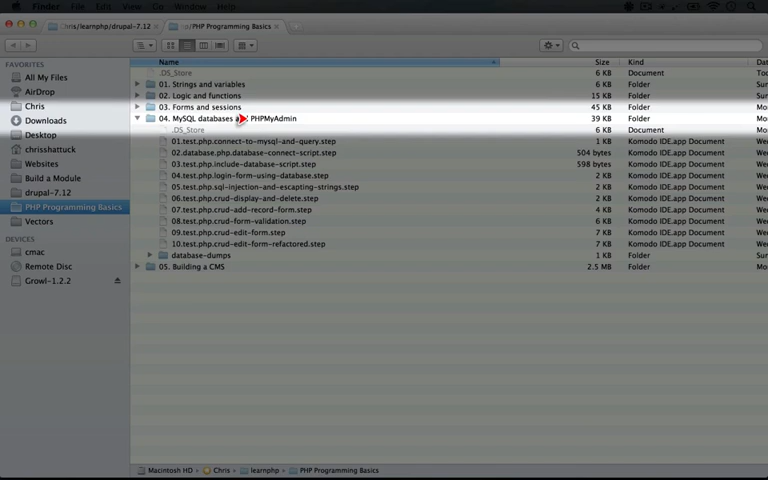 Finder File Edit View Go Window Help
Chris/learnphp/drupal-7.12
PHP Programming Basics
Name Size Kind
FAVORITES
All My Files
AirDrop
Chris
Downloads
Desktop
chrisshattuck
Websites
Build a Module
drupal-7.12
PHP Programming Basics
Vectors
DEVICES
cmac
Remote Disc
Growl-1.2.2
.DS_Store 6 KB Document
01. Strings and variables 6 KB Folder
02. Logic and functions 15 KB Folder
03. Forms and sessions 45 KB Folder
04. MySQL databases PHPMyAdmin 39 KB Folder
.DS_Store 6 KB Document
01.test.php.connect-to-mysql-and-query.step 1 KB Komodo IDE.app Document
02.database.php.database-connect-script.step 504 bytes Komodo IDE.app Document
03.test.php.include-database-script.step 598 bytes Komodo IDE.app Document
04.test.php.login-form-using-database.step 2 KB Komodo IDE.app Document
05.test.php.sql-injection-and-escapting-strings.step 2 KB Komodo IDE.app Document
06.test.php.crud-display-and-delete.step 2 KB Komodo IDE.app Document
07.test.php.crud-add-record-form.step 4 KB Komodo IDE.app Document
08.test.php.crud-form-validation.step 6 KB Komodo IDE.app Document
09.test.php.crud-edit-form.step 7 KB Komodo IDE.app Document
10.test.php.crud-edit-form-refactored.step 7 KB Komodo IDE.app Document
database-dumps 1 KB Folder
05. Building a CMS 2.5 MB Folder
Macintosh HD Chris learnphp PHP Programming Basics